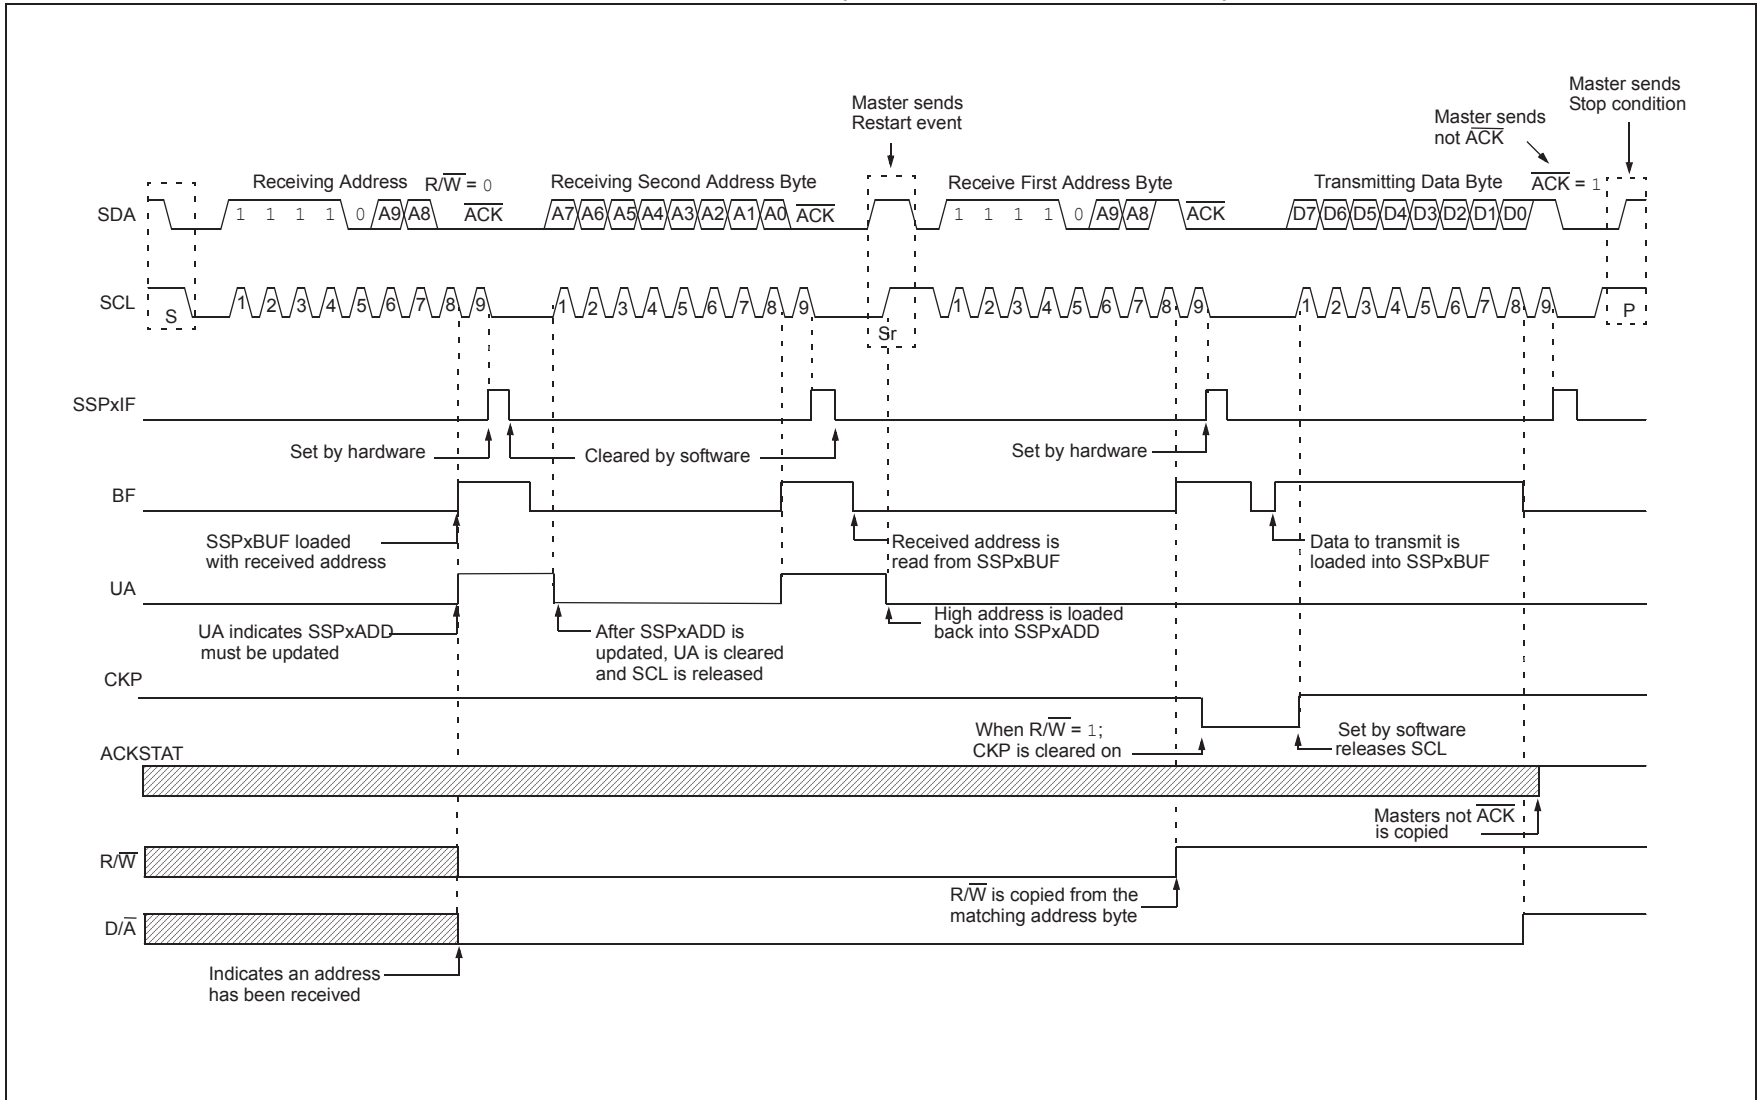 Master sends
Stop condition
Master sends
Restart event
Master sends
not A̅C̅K̅
Receiving Address R/W̅ = 0
Receiving Second Address Byte
Receive First Address Byte
Transmitting Data Byte
A̅C̅K̅ = 1
SDA
1 1 1 1 0 A9 A8 A̅C̅K̅ A7 A6 A5 A4 A3 A2 A1 A0 A̅C̅K̅ 1 1 1 1 0 A9 A8 A̅C̅K̅ D7 D6 D5 D4 D3 D2 D1 D0
SCL
S 1 2 3 4 5 6 7 8 9 1 2 3 4 5 6 7 8 9 Sr 1 2 3 4 5 6 7 8 9 1 2 3 4 5 6 7 8 9 P
SSPxIF
Set by hardware
Cleared by software
Set by hardware
BF
SSPxBUF loaded
with received address
Received address is
read from SSPxBUF
Data to transmit is
loaded into SSPxBUF
UA
UA indicates SSPxADD
must be updated
After SSPxADD is
updated, UA is cleared
and SCL is released
High address is loaded
back into SSPxADD
CKP
When R/W̅ = 1;
CKP is cleared on
Set by software
releases SCL
ACKSTAT
Masters not A̅C̅K̅
is copied
R/W̅
R/W̅ is copied from the
matching address byte
D/A̅
Indicates an address
has been received